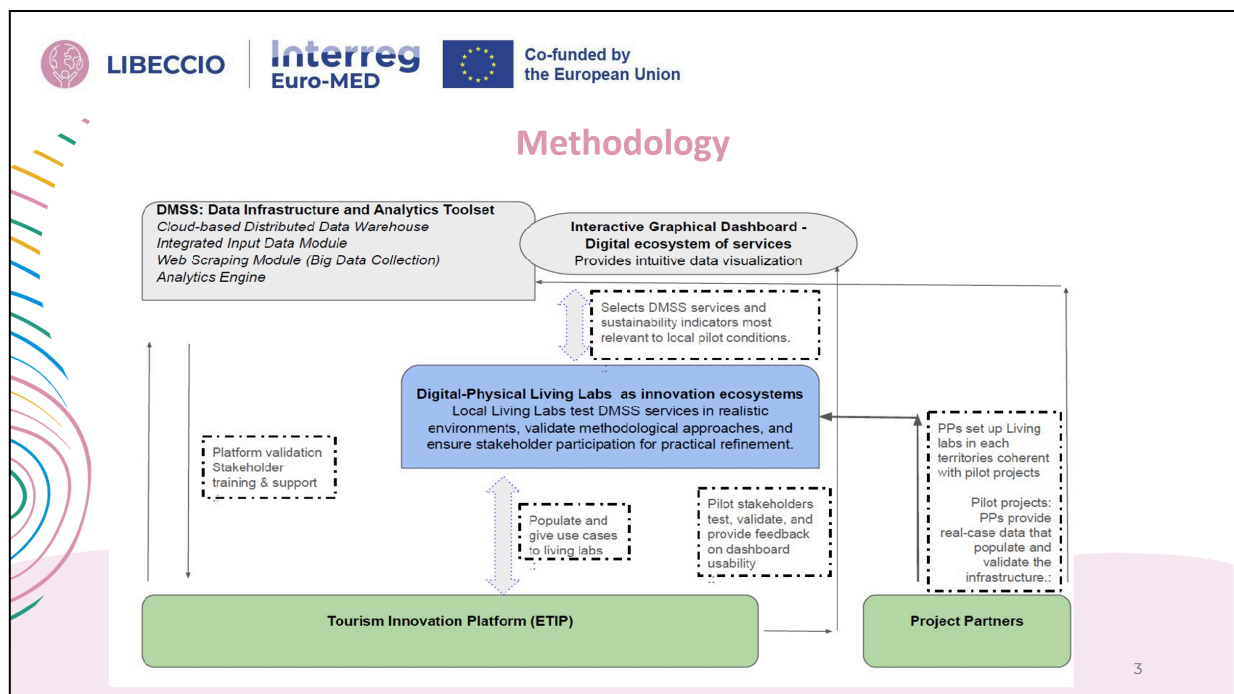 LIBECCIO
Interreg
Euro-MED
Co-funded by
the European Union
Methodology
DMSS: Data Infrastructure and Analytics Toolset
Cloud-based Distributed Data Warehouse
Integrated Input Data Module
Web Scraping Module (Big Data Collection)
Analytics Engine
Interactive Graphical Dashboard -
Digital ecosystem of services
Provides intuitive data visualization
Selects DMSS services and
sustainability indicators most
relevant to local pilot conditions.
Digital-Physical Living Labs as innovation ecosystems
Local Living Labs test DMSS services in realistic
environments, validate methodological approaches, and
ensure stakeholder participation for practical refinement.
Platform validation
Stakeholder
training & support
Populate and
give use cases
to living labs
Pilot stakeholders
test, validate, and
provide feedback
on dashboard
usability
PPs set up Living
labs in each
territories coherent
with pilot projects
Pilot projects:
PPs provide
real-case data that
populate and
validate the
infrastructure.:
Tourism Innovation Platform (ETIP)
Project Partners
3